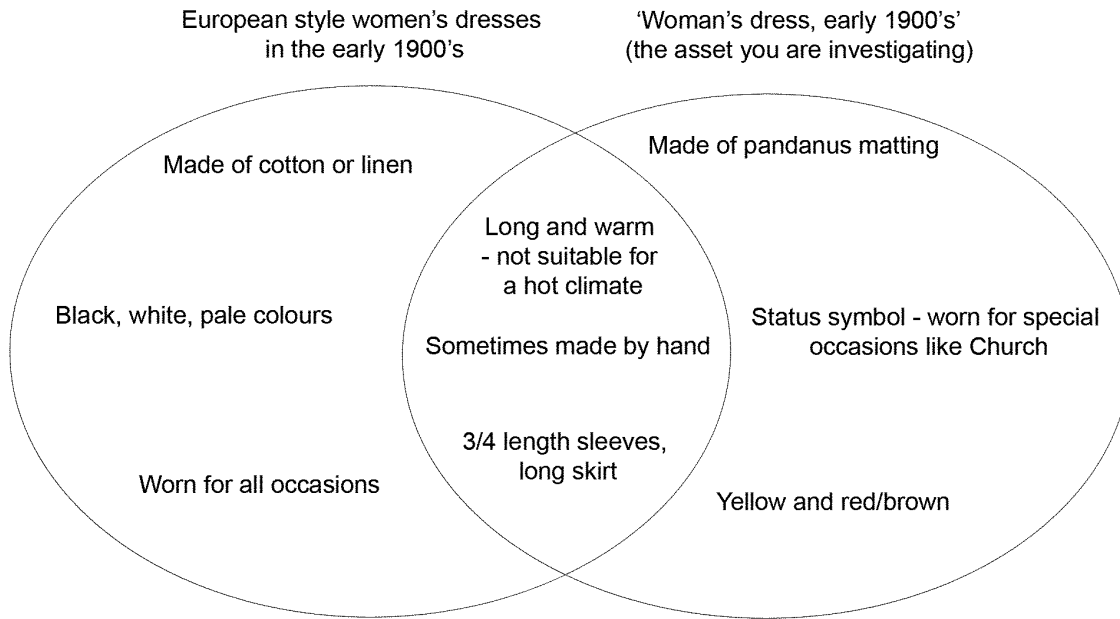 European style women's dresses
in the early 1900's
'Woman's dress, early 1900's'
(the asset you are investigating)
Made of cotton or linen
Black, white, pale colours
Worn for all occasions
Long and warm
- not suitable for
a hot climate
Sometimes made by hand
3/4 length sleeves,
long skirt
Made of pandanus matting
Status symbol - worn for special
occasions like Church
Yellow and red/brown